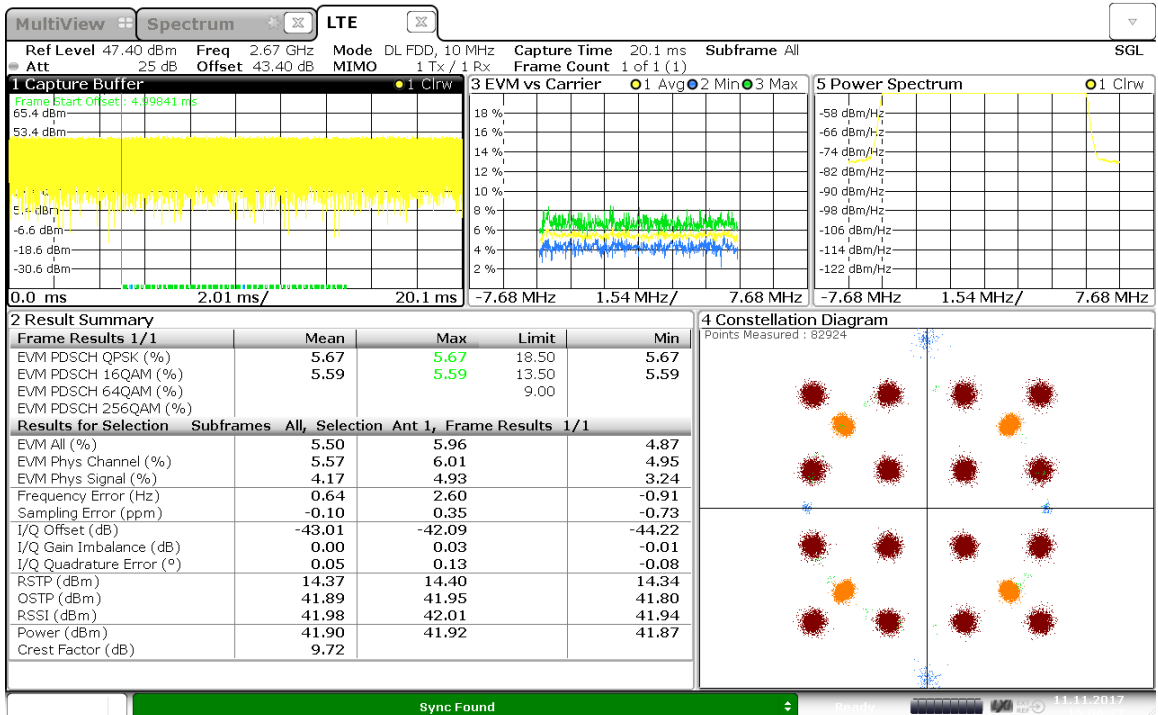 MultiView Spectrum LTE
Ref Level 47.40 dBm Freq 2.67 GHz Mode DL FDD, 10 MHz Capture Time 20.1 ms Subframe All SGL
Att 25 dB Offset 43.40 dB MIMO 1 Tx / 1 Rx Frame Count 1 of 1 (1)
1 Capture Buffer 1 Clrw
Frame Start Offset : 4.99841 ms
65.4 dBm
53.4 dBm
-6.6 dBm
-18.6 dBm
-30.6 dBm
0.0 ms 2.01 ms/ 20.1 ms
3 EVM vs Carrier 1 Avg 2 Min 3 Max
18 %
16 %
14 %
12 %
10 %
8 %
6 %
4 %
2 %
-7.68 MHz 1.54 MHz/ 7.68 MHz
5 Power Spectrum 1 Clrw
-58 dBm/Hz
-66 dBm/Hz
-74 dBm/Hz
-82 dBm/Hz
-90 dBm/Hz
-98 dBm/Hz
-106 dBm/Hz
-114 dBm/Hz
-122 dBm/Hz
-7.68 MHz 1.54 MHz/ 7.68 MHz
2 Result Summary
Frame Results 1/1 Mean Max Limit Min
EVM PDSCH QPSK (%) 5.67 5.67 18.50 5.67
EVM PDSCH 16QAM (%) 5.59 5.59 13.50 5.59
EVM PDSCH 64QAM (%) 9.00
EVM PDSCH 256QAM (%)
Results for Selection Subframes All, Selection Ant 1, Frame Results 1/1
EVM All (%) 5.50 5.96 4.87
EVM Phys Channel (%) 5.57 6.01 4.95
EVM Phys Signal (%) 4.17 4.93 3.24
Frequency Error (Hz) 0.64 2.60 -0.91
Sampling Error (ppm) -0.10 0.35 -0.73
I/Q Offset (dB) -43.01 -42.09 -44.22
I/Q Gain Imbalance (dB) 0.00 0.03 -0.01
I/Q Quadrature Error (°) 0.05 0.13 -0.08
RSTP (dBm) 14.37 14.40 14.34
OSTP (dBm) 41.89 41.95 41.80
RSSI (dBm) 41.98 42.01 41.94
Power (dBm) 41.90 41.92 41.87
Crest Factor (dB) 9.72
4 Constellation Diagram
Points Measured : 82924
Sync Found Ready 11.11.2017